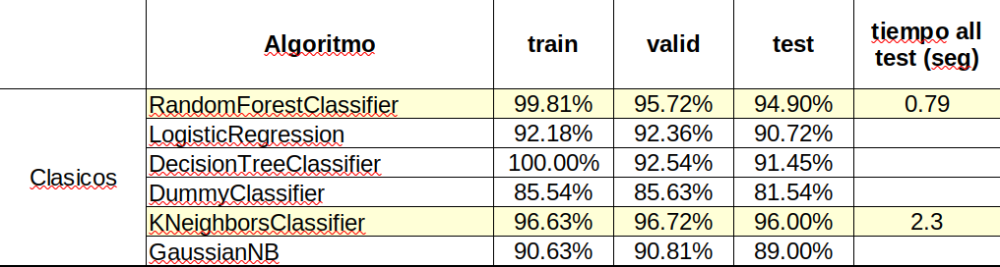 Algoritmo train valid test tiempo all test (seg)
Clasicos
RandomForestClassifier 99.81% 95.72% 94.90% 0.79
LogisticRegression 92.18% 92.36% 90.72%
DecisionTreeClassifier 100.00% 92.54% 91.45%
DummyClassifier 85.54% 85.63% 81.54%
KNeighborsClassifier 96.63% 96.72% 96.00% 2.3
GaussianNB 90.63% 90.81% 89.00%